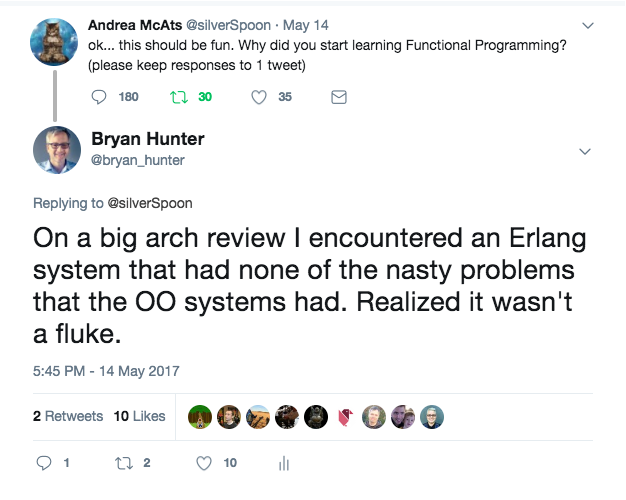 Andrea McAts @silverSpoon · May 14
ok... this should be fun. Why did you start learning Functional Programming?
(please keep responses to 1 tweet)
180 30 35
Bryan Hunter
@bryan_hunter
Replying to @silverSpoon
On a big arch review I encountered an Erlang
system that had none of the nasty problems
that the OO systems had. Realized it wasn't
a fluke.
5:45 PM - 14 May 2017
2 Retweets 10 Likes
1 2 10